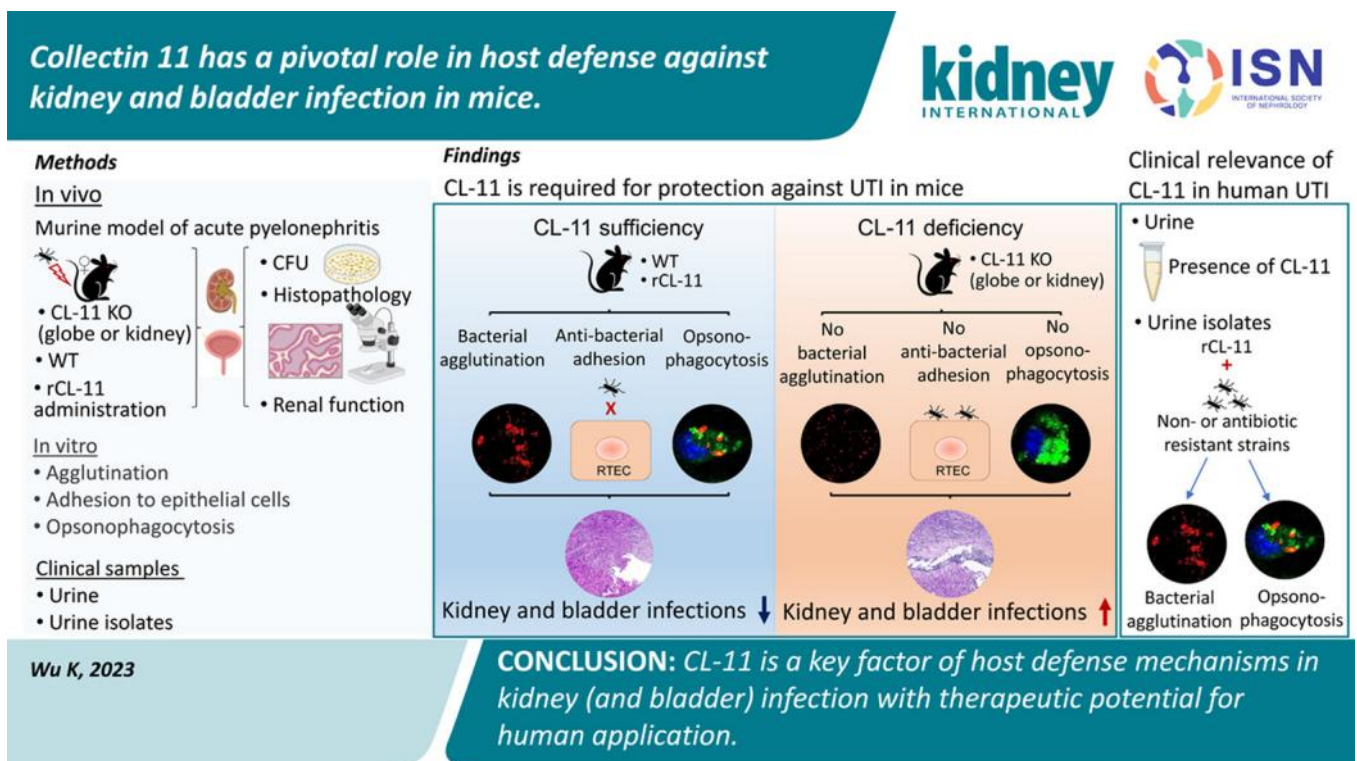 Collectin 11 has a pivotal role in host defense against
kidney and bladder infection in mice.
kidney
INTERNATIONAL
ISN
INTERNATIONAL SOCIETY
OF NEPHROLOGY
Methods
In vivo
Murine model of acute pyelonephritis
• CL-11 KO
(globe or kidney)
• WT
• rCL-11
administration
• CFU
• Histopathology
• Renal function
In vitro
• Agglutination
• Adhesion to epithelial cells
• Opsonophagocytosis
Clinical samples
• Urine
• Urine isolates
Findings
CL-11 is required for protection against UTI in mice
CL-11 sufficiency
• WT
• rCL-11
Bacterial
agglutination
Anti-bacterial
adhesion
Opsono-
phagocytosis
X
RTEC
Kidney and bladder infections
CL-11 deficiency
• CL-11 KO
(globe or kidney)
No
bacterial
agglutination
No
anti-bacterial
adhesion
No
opsono-
phagocytosis
RTEC
Kidney and bladder infections
Clinical relevance of
CL-11 in human UTI
• Urine
Presence of CL-11
• Urine isolates
rCL-11
+
Non- or antibiotic
resistant strains
Bacterial
agglutination
Opsono-
phagocytosis
Wu K, 2023
CONCLUSION: CL-11 is a key factor of host defense mechanisms in
kidney (and bladder) infection with therapeutic potential for
human application.